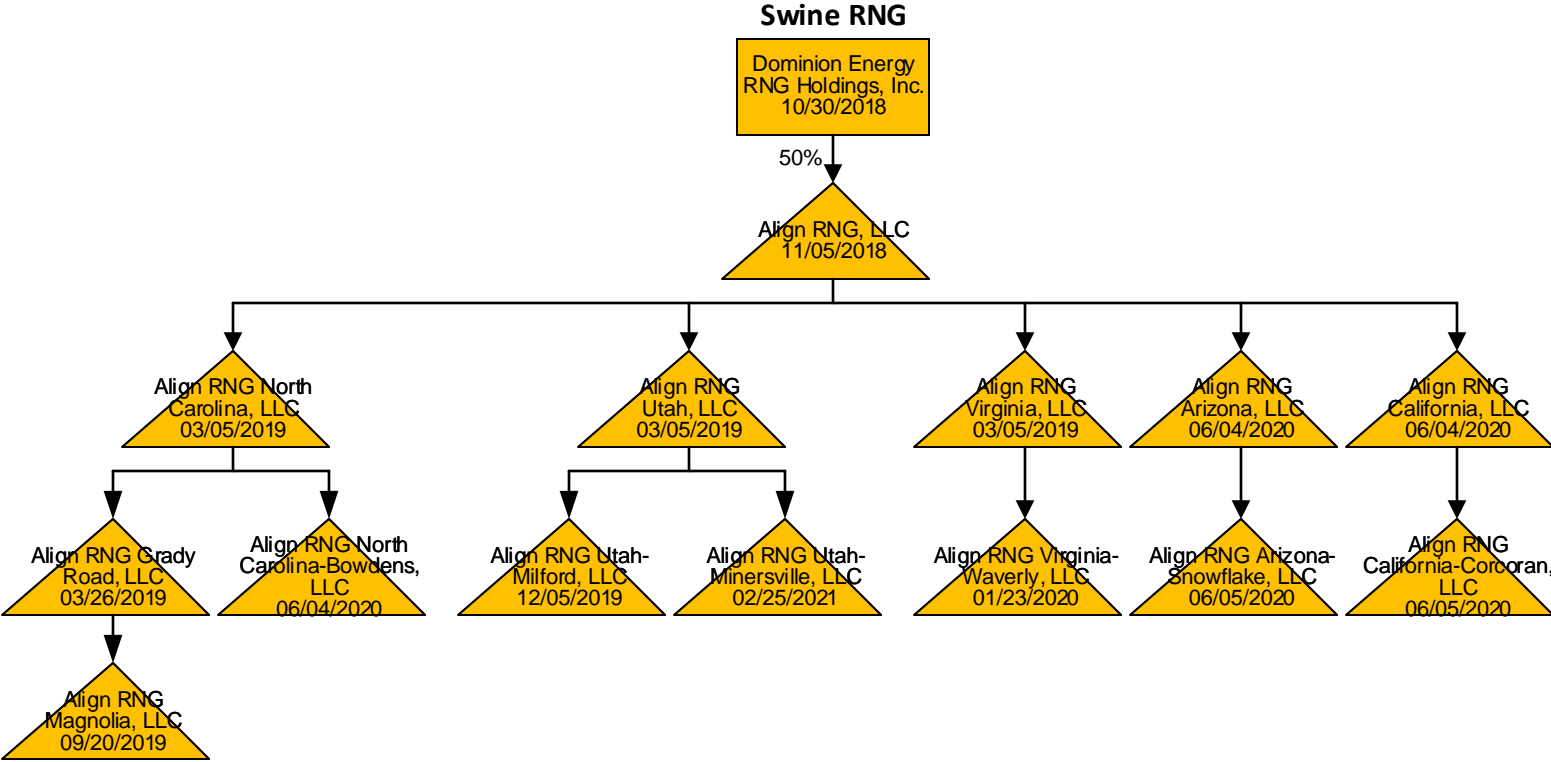 Swine RNG
Dominion Energy
RNG Holdings, Inc.
10/30/2018
50%
Align RNG, LLC
11/05/2018
Align RNG North
Carolina, LLC
03/05/2019
Align RNG
Utah, LLC
03/05/2019
Align RNG
Virginia, LLC
03/05/2019
Align RNG
Arizona, LLC
06/04/2020
Align RNG
California, LLC
06/04/2020
Align RNG Grady
Road, LLC
03/26/2019
Align RNG North
Carolina-Bowdens,
LLC
06/04/2020
Align RNG Utah-
Milford, LLC
12/05/2019
Align RNG Utah-
Minersville, LLC
02/25/2021
Align RNG Virginia-
Waverly, LLC
01/23/2020
Align RNG Arizona-
Snowflake, LLC
06/05/2020
Align RNG
California-Corcoran,
LLC
06/05/2020
Align RNG
Magnolia, LLC
09/20/2019